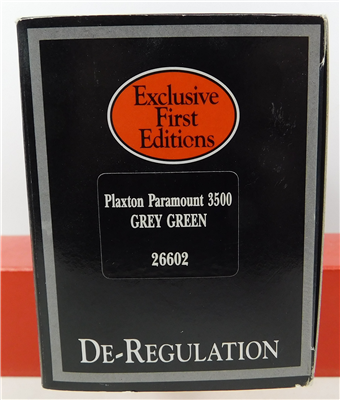 Exclusive
First
Editions
Plaxton Paramount 3500
GREY GREEN
26602
DE-REGULATION